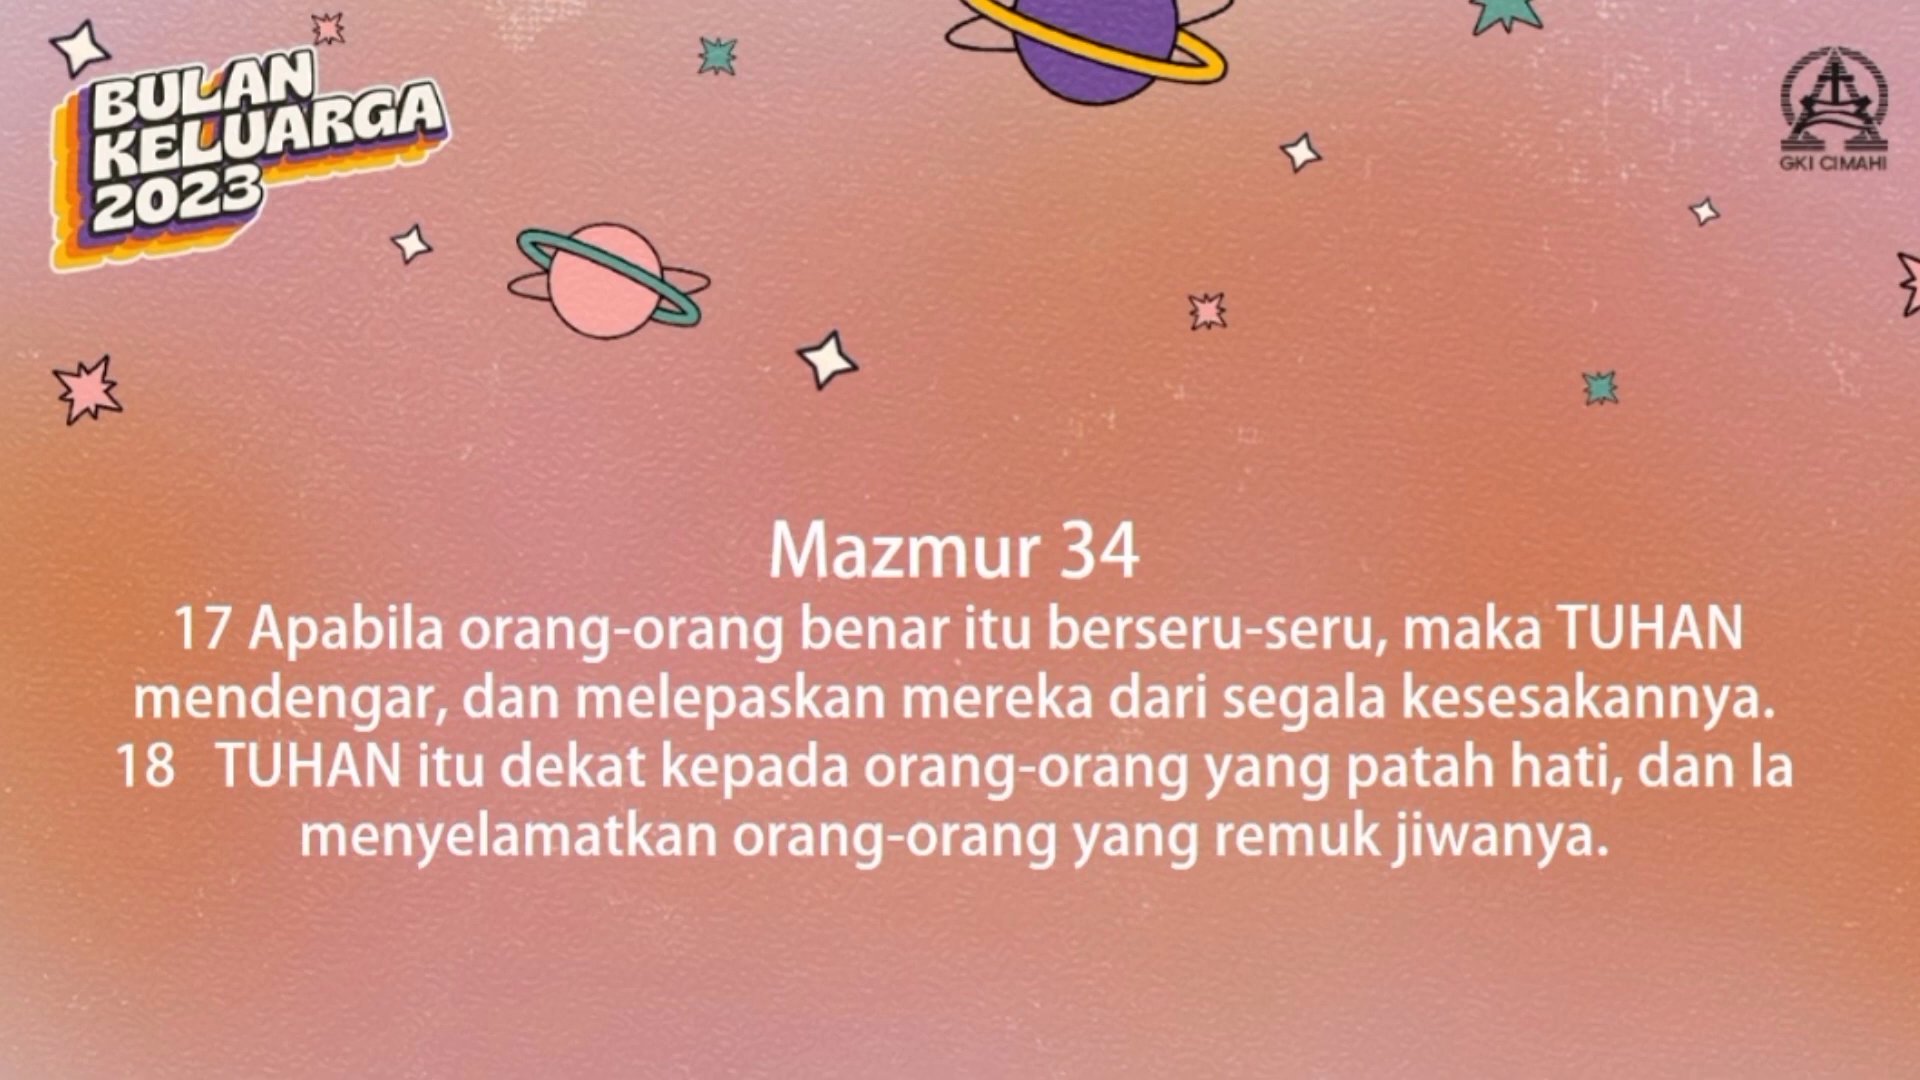 BULAN
KELUARGA
2023
GKI CIMAHI
Mazmur 34
17 Apabila orang-orang benar itu berseru-seru, maka TUHAN
mendengar, dan melepaskan mereka dari segala kesesakannya.
18 TUHAN itu dekat kepada orang-orang yang patah hati, dan Ia
menyelamatkan orang-orang yang remuk jiwanya.